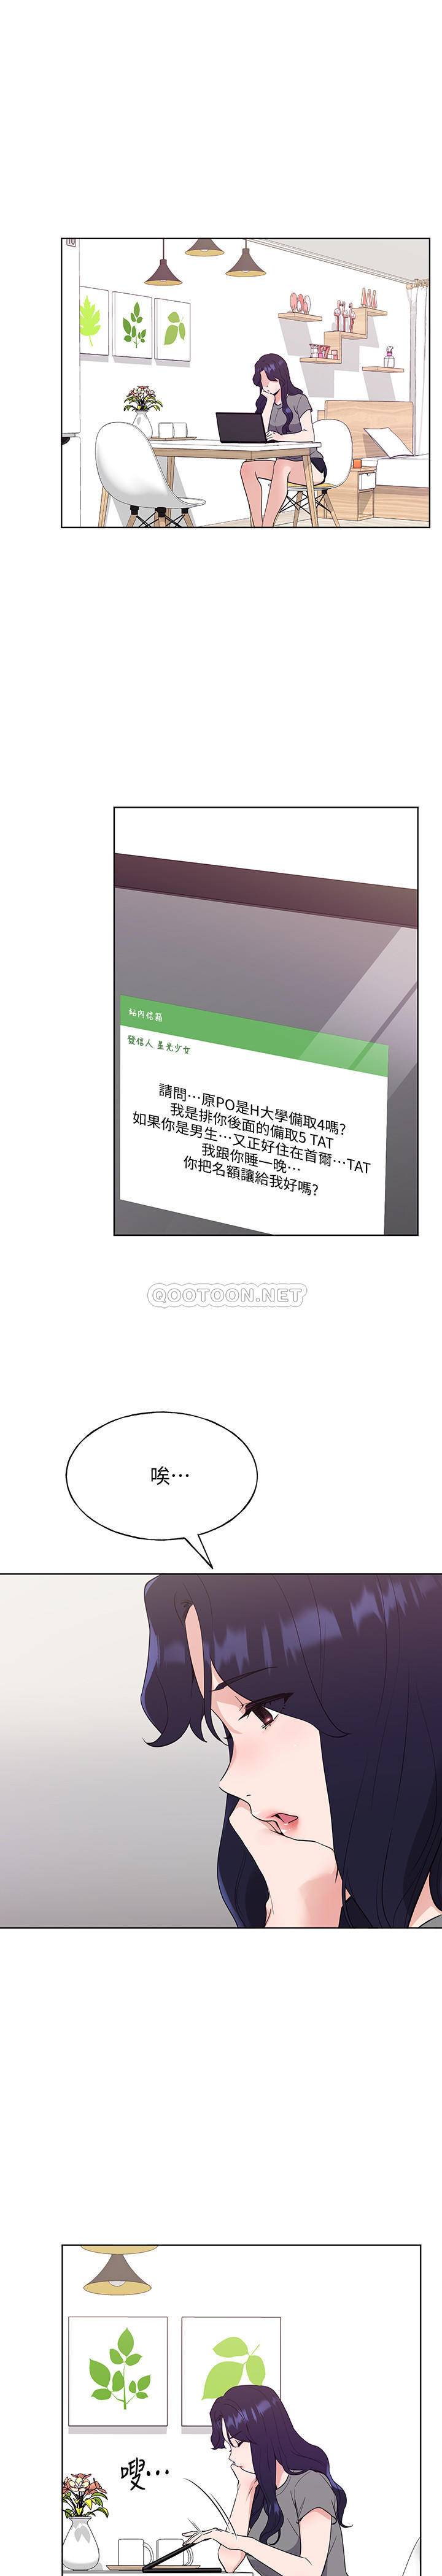 站內信箱
發信人 星光少女
請問…原PO是H大學備取4嗎?
我是排你後面的備取5 TAT
如果你是男生…又正好住在首爾…TAT
我跟你睡一晚…
你把名額讓給我好嗎?
QOOTOON.NET
唉…
嗖…